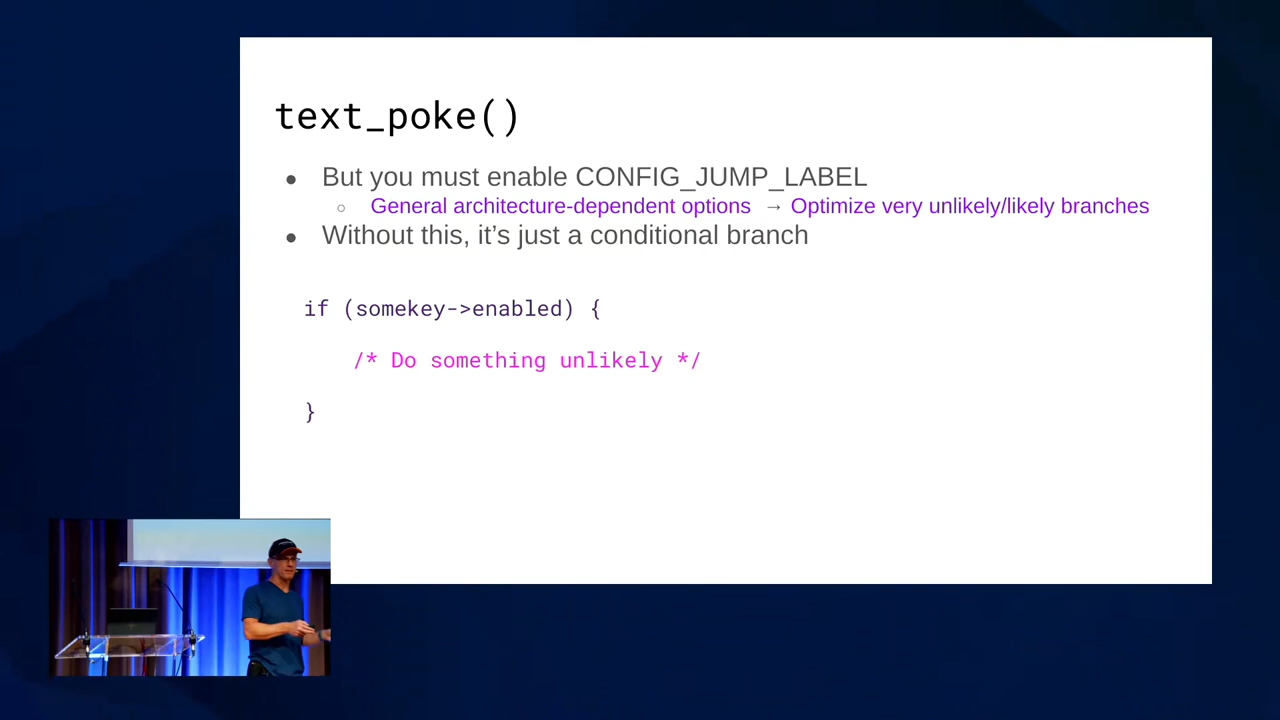 text_poke()
● But you must enable CONFIG_JUMP_LABEL
○ General architecture-dependent options → Optimize very unlikely/likely branches
● Without this, it’s just a conditional branch
if (somekey->enabled) {
/* Do something unlikely */
}